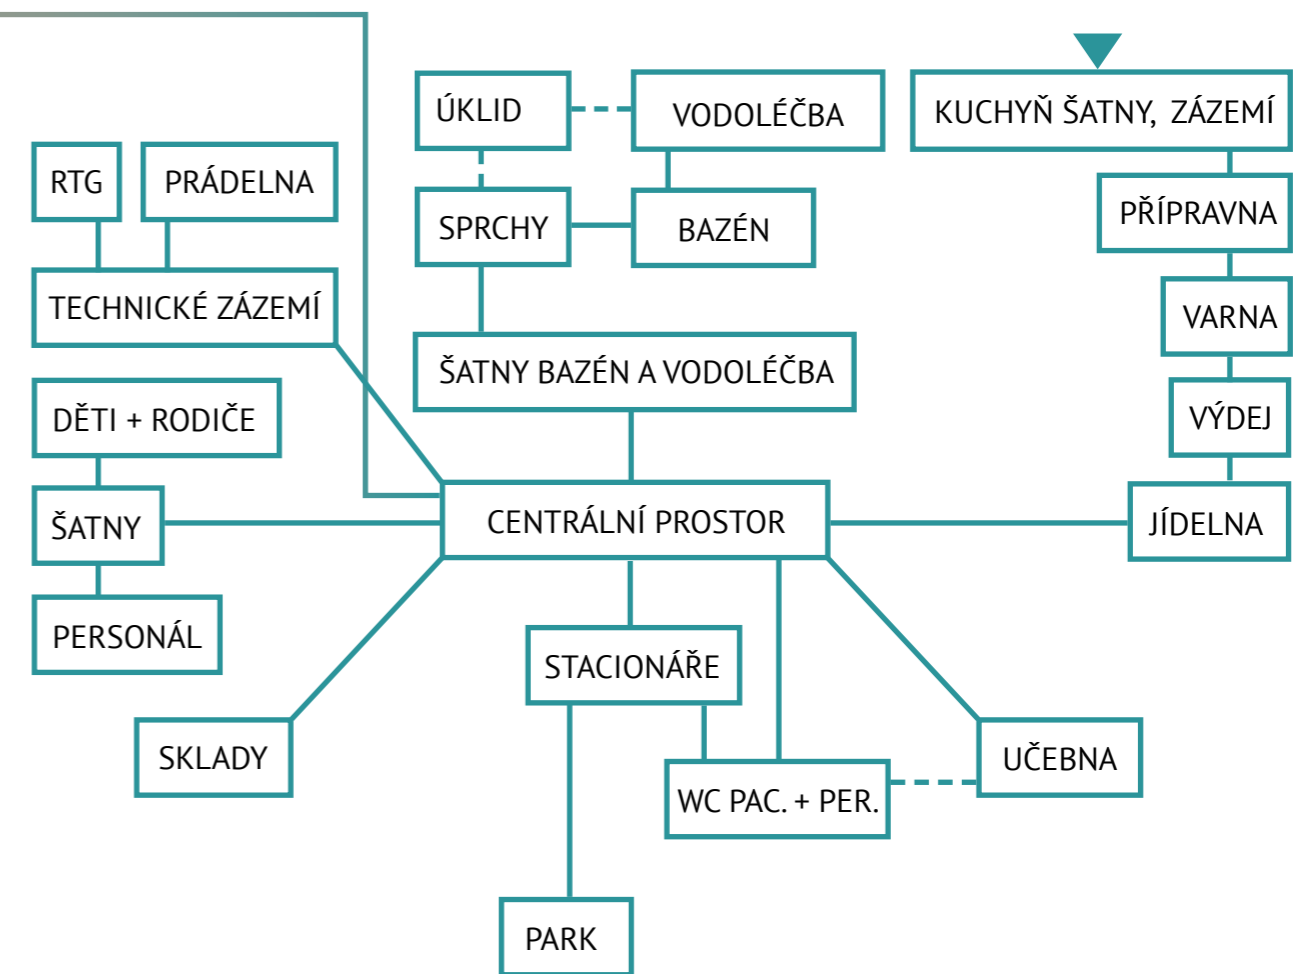 ÚKLID
VODOLÉČBA
KUCHYŇ ŠATNY, ZÁZEMÍ
RTG
PRÁDELNA
SPRCHY
BAZÉN
PŘÍPRAVNA
TECHNICKÉ ZÁZEMÍ
VARNA
ŠATNY BAZÉN A VODOLÉČBA
DĚTI + RODIČE
VÝDEJ
ŠATNY
CENTRÁLNÍ PROSTOR
JÍDELNA
PERSONÁL
STACIONÁŘE
SKLADY
UČEBNA
WC PAC. + PER.
PARK